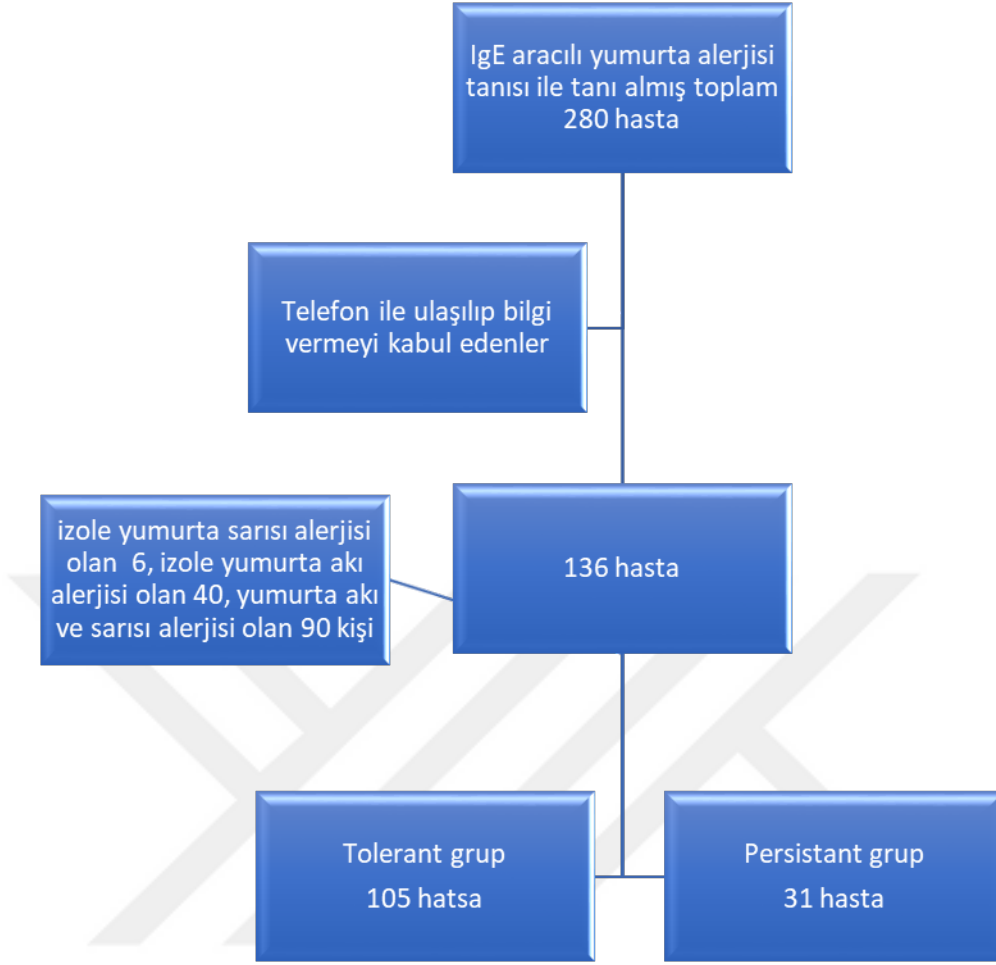 IgE aracılı yumurta alerjisi
tanısı ile tanı almış toplam
280 hasta
Telefon ile ulaşılıp bilgi
vermeyi kabul edenler
izole yumurta sarısı alerjisi
olan 6, izole yumurta akı
alerjisi olan 40, yumurta akı
ve sarısı alerjisi olan 90 kişi
136 hasta
Tolerant grup
105 hatsa
Persistant grup
31 hasta